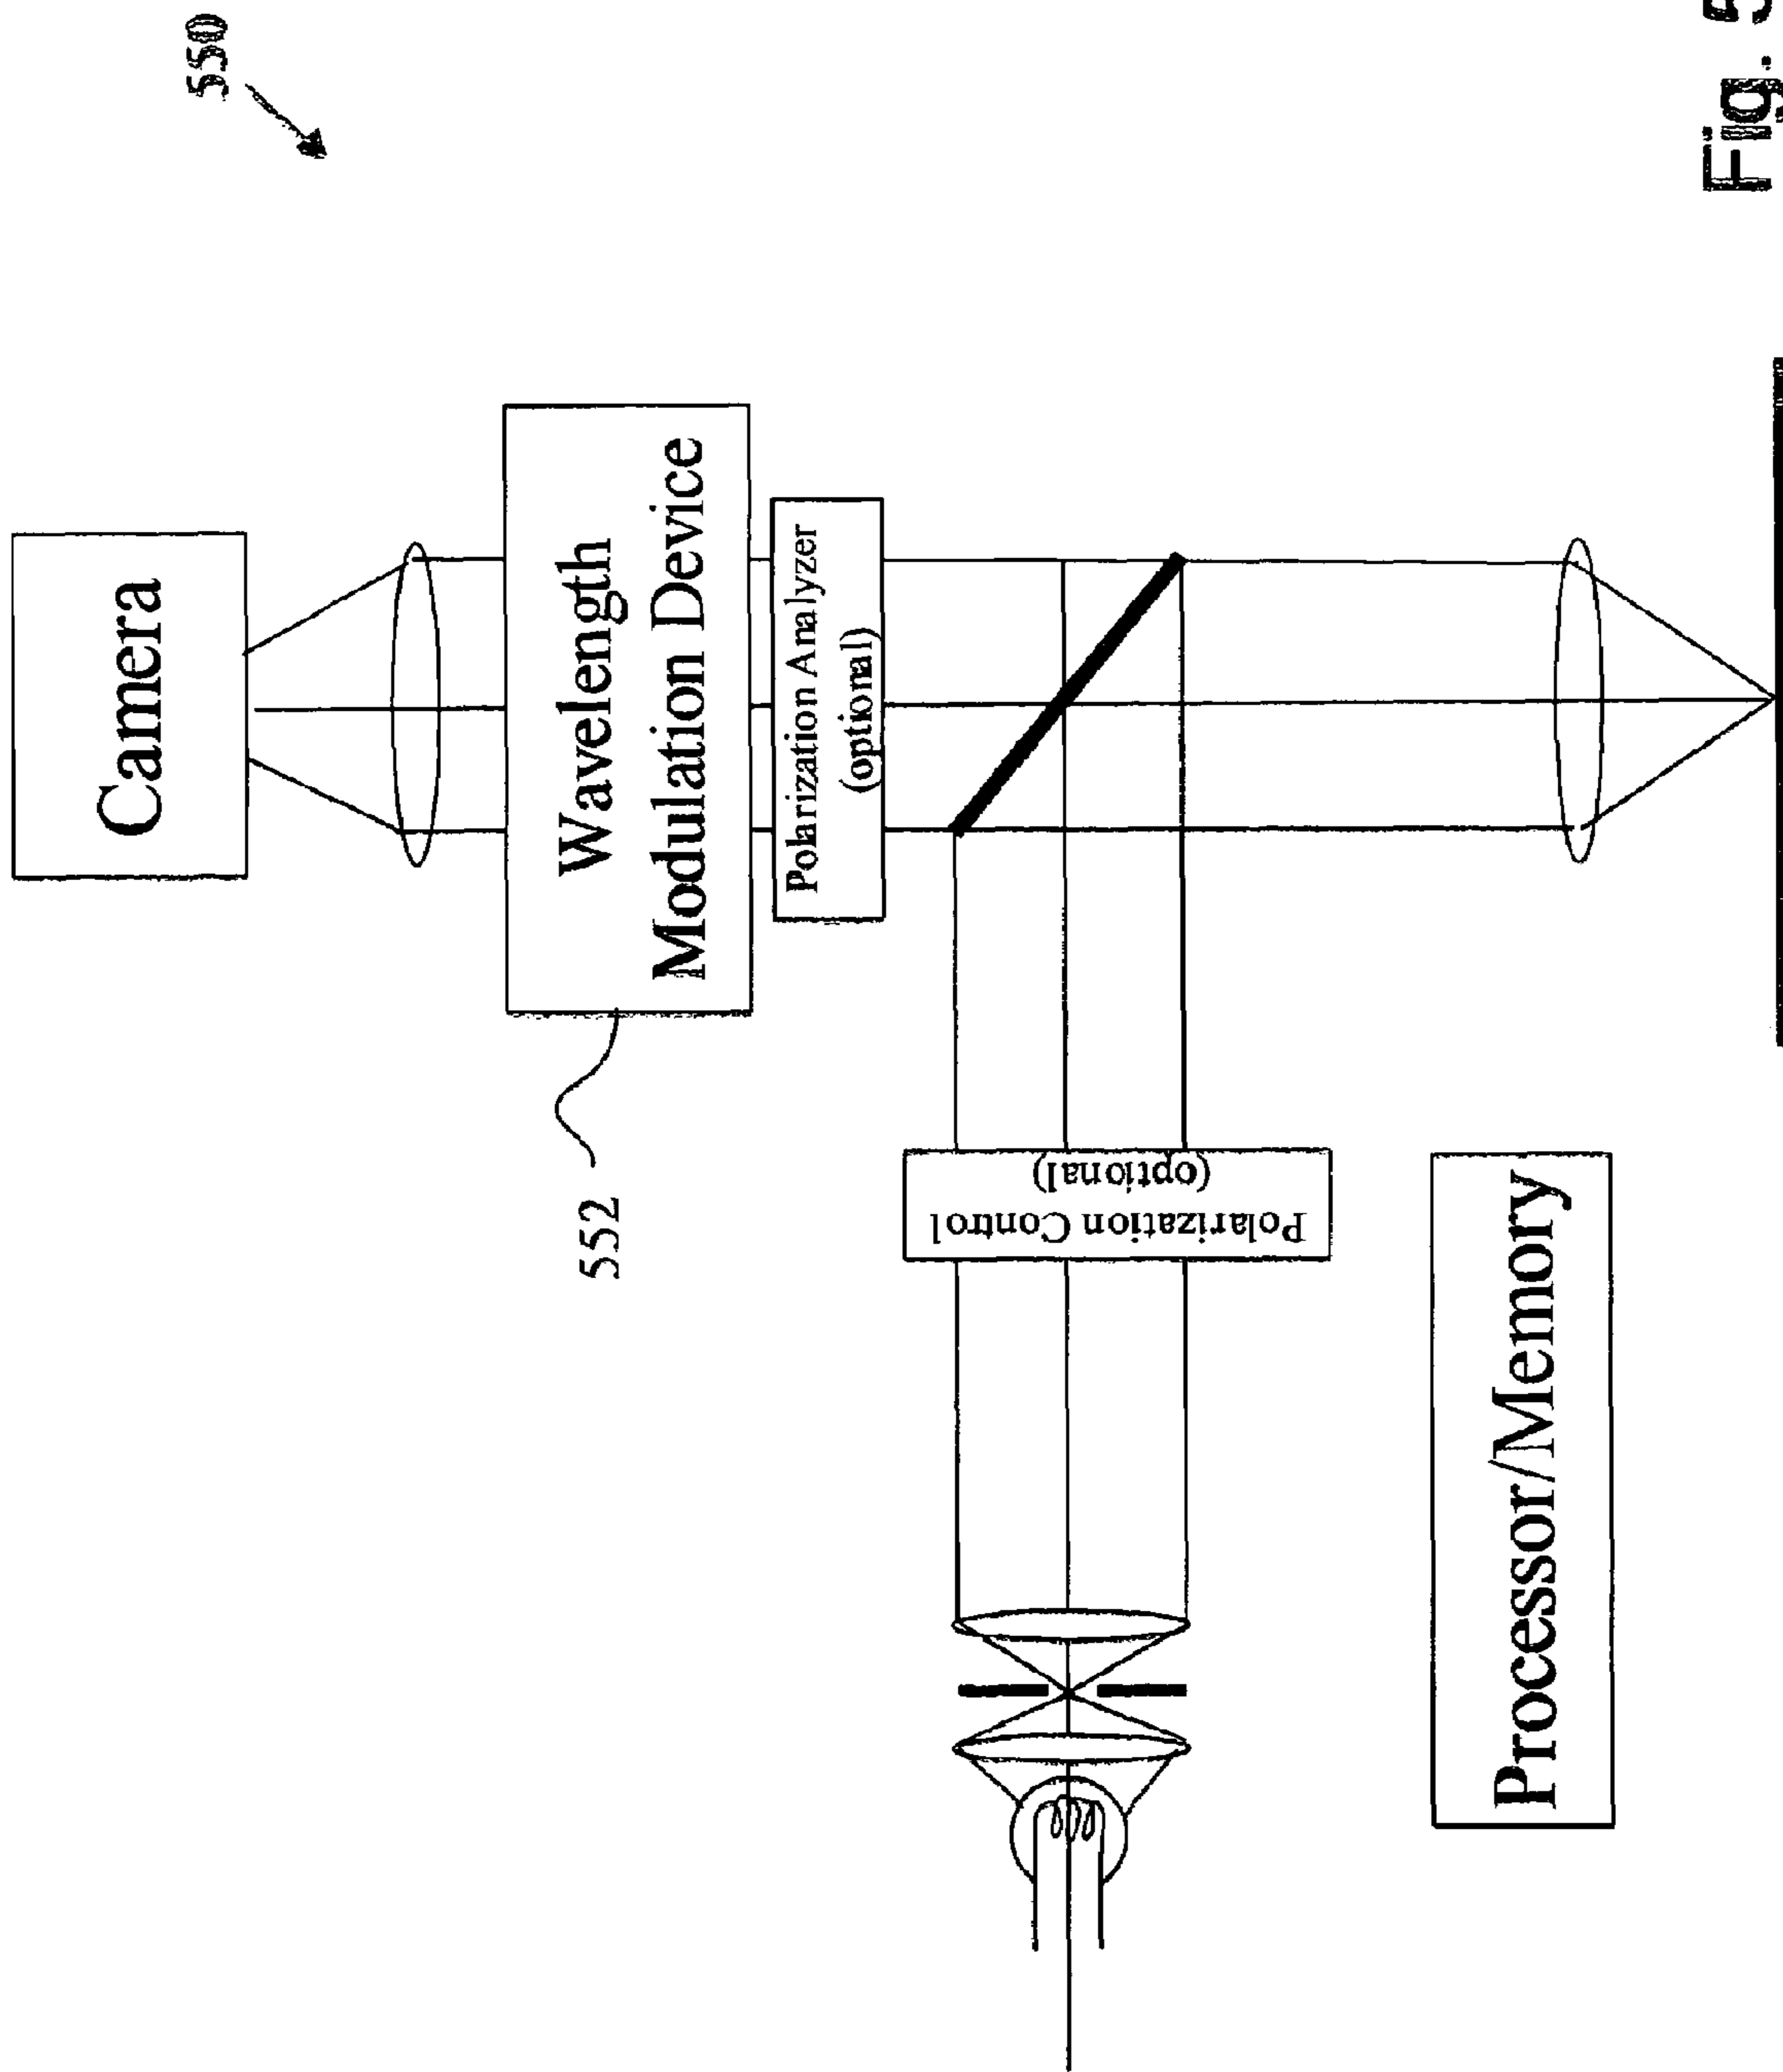 550
Camera
Wavelength
Modulation Device
Polarization Analyzer
(optional)
552
Polarization Control
(optional)
Processor/Memory
Fig. 5